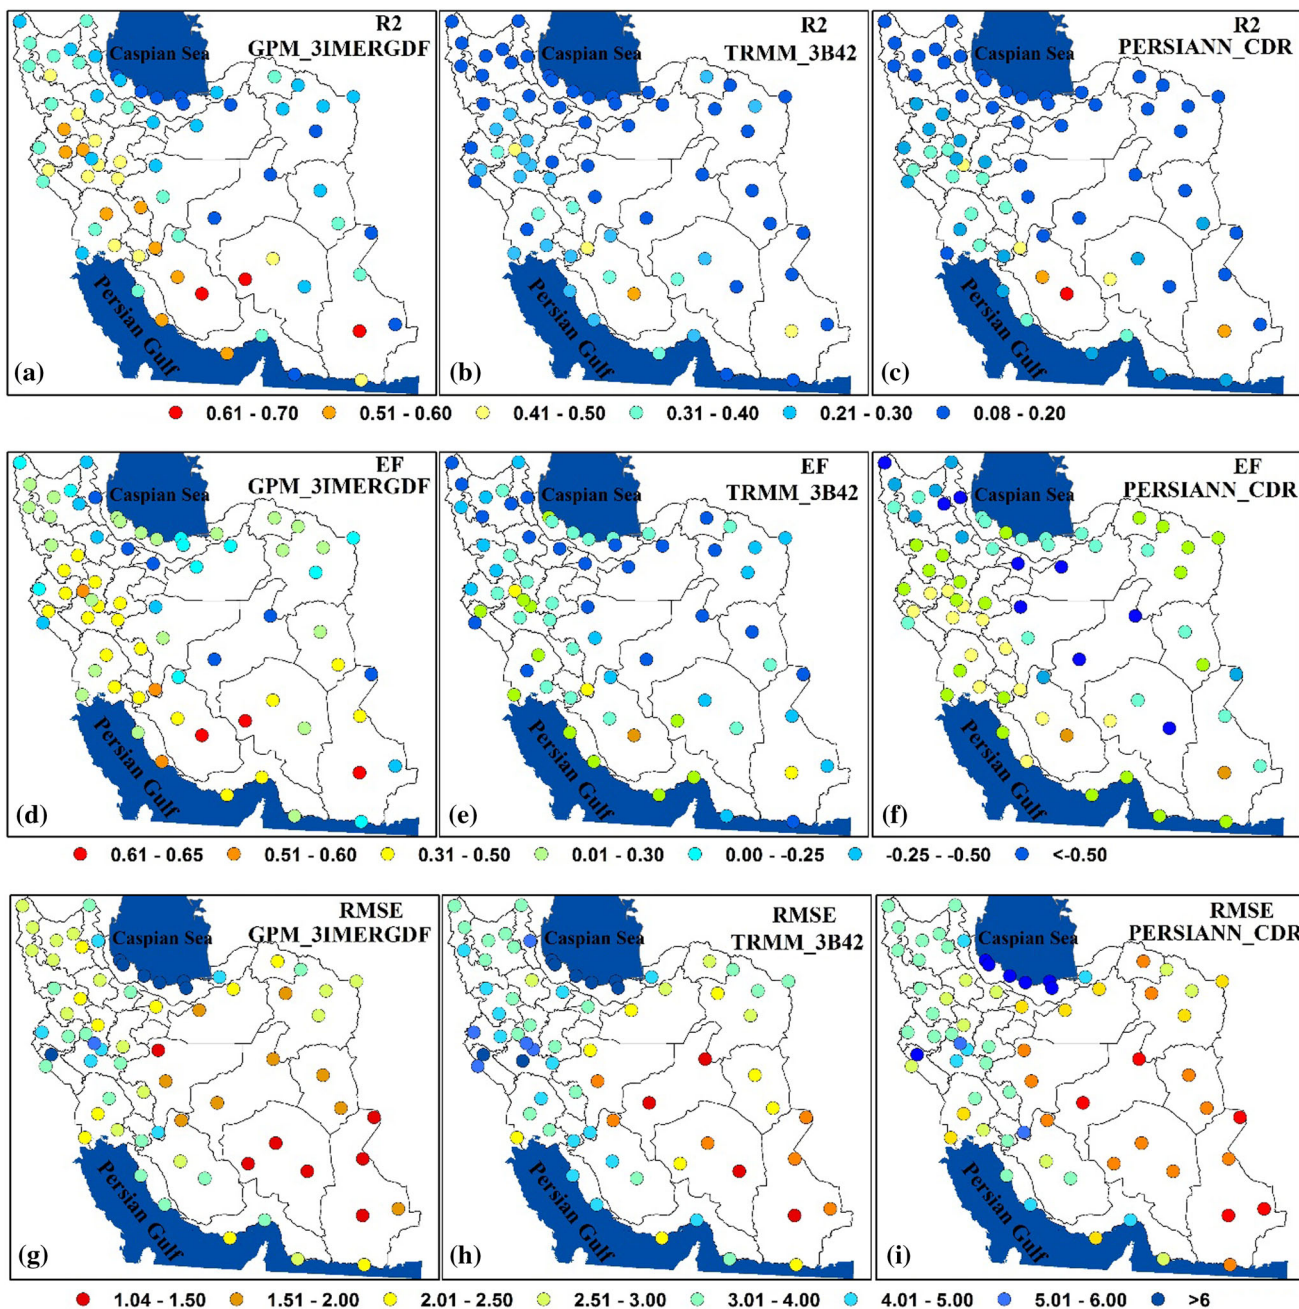 R2
GPM_3IMERGDF
Caspian Sea
Persian Gulf
(a)
R2
TRMM_3B42
Caspian Sea
Persian Gulf
(b)
R2
PERSIANN_CDR
Caspian Sea
Persian Gulf
(c)
0.61 - 0.70 0.51 - 0.60 0.41 - 0.50 0.31 - 0.40 0.21 - 0.30 0.08 - 0.20
EF
GPM_3IMERGDF
Caspian Sea
Persian Gulf
(d)
EF
TRMM_3B42
Caspian Sea
Persian Gulf
(e)
EF
PERSIANN_CDR
Caspian Sea
Persian Gulf
(f)
0.61 - 0.65 0.51 - 0.60 0.31 - 0.50 0.01 - 0.30 0.00 - -0.25 -0.25 - -0.50 <-0.50
RMSE
GPM_3IMERGDF
Caspian Sea
Persian Gulf
(g)
RMSE
TRMM_3B42
Caspian Sea
Persian Gulf
(h)
RMSE
PERSIANN_CDR
Caspian Sea
Persian Gulf
(i)
1.04 - 1.50 1.51 - 2.00 2.01 - 2.50 2.51 - 3.00 3.01 - 4.00 4.01 - 5.00 5.01 - 6.00 >6